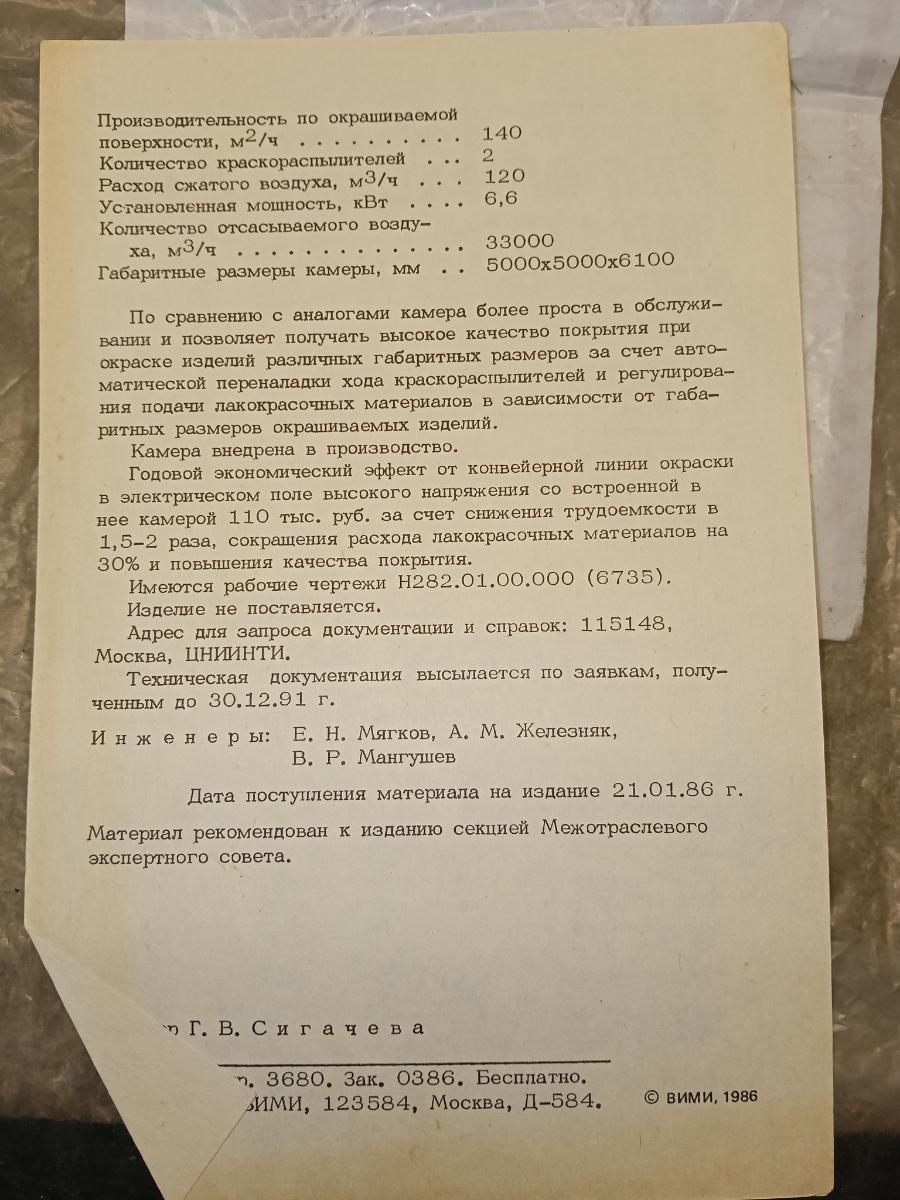 Производительность по окрашиваемой
поверхности, м2/ч . . . . . . . . . . 140
Количество краскораспылителей . . . 2
Расход сжатого воздуха, м3/ч . . . 120
Установленная мощность, кВт . . . . 6,6
Количество отсасываемого возду-
ха, м3/ч . . . . . . . . . . . . . . 33000
Габаритные размеры камеры, мм . . 5000х5000х6100
По сравнению с аналогами камера более проста в обслужи-
вании и позволяет получать высокое качество покрытия при
окраске изделий различных габаритных размеров за счет авто-
матической переналадки хода краскораспылителей и регулирова-
ния подачи лакокрасочных материалов в зависимости от габа-
ритных размеров окрашиваемых изделий.
Камера внедрена в производство.
Годовой экономический эффект от конвейерной линии окраски
в электрическом поле высокого напряжения со встроенной в
нее камерой 110 тыс. руб. за счет снижения трудоемкости в
1,5-2 раза, сокращения расхода лакокрасочных материалов на
30% и повышения качества покрытия.
Имеются рабочие чертежи Н282.01.00.000 (6735).
Изделие не поставляется.
Адрес для запроса документации и справок: 115148,
Москва, ЦНИИНТИ.
Техническая документация высылается по заявкам, полу-
ченным до 30.12.91 г.
И н ж е н е р ы: Е. Н. Мягков, А. М. Железняк,
В. Р. Мангушев
Дата поступления материала на издание 21.01.86 г.
Материал рекомендован к изданию секцией Межотраслевого
экспертного совета.
Г. В. С и г а ч е в а
3680. Зак. 0386. Бесплатно.
ВИМИ, 123584, Москва, Д-584.
© ВИМИ, 1986